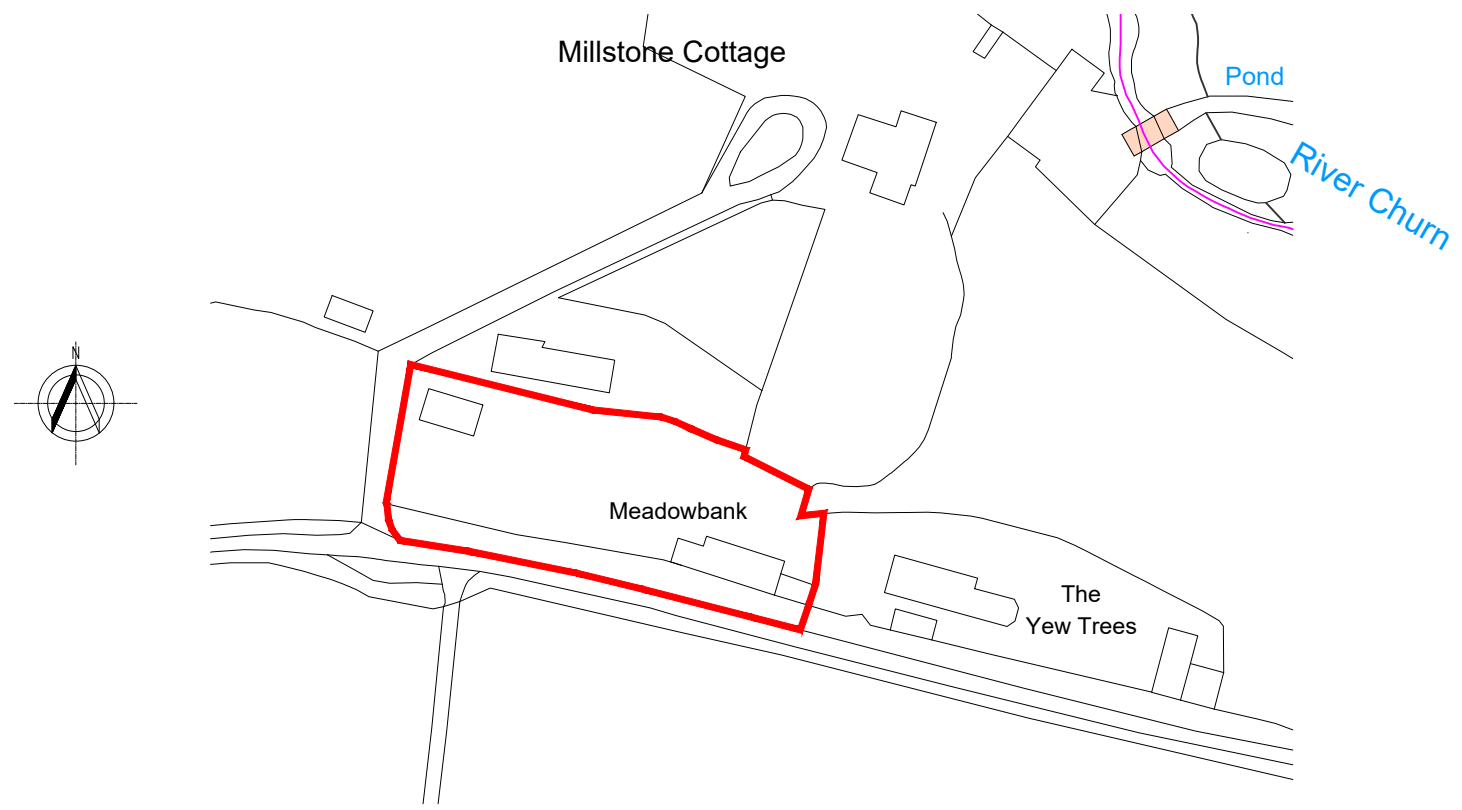 Millstone Cottage
Pond
River Churn
N
Meadowbank
The
Yew Trees